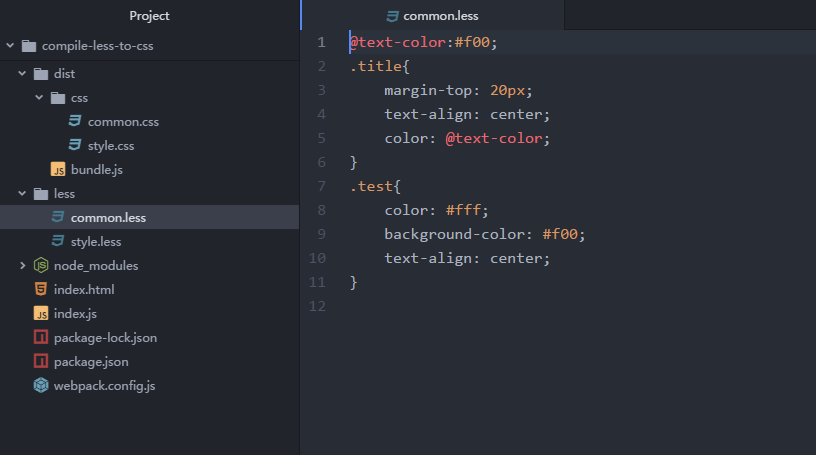 Project
compile-less-to-css
dist
css
common.css
style.css
bundle.js
less
common.less
style.less
node_modules
index.html
index.js
package-lock.json
package.json
webpack.config.js
common.less
1 @text-color:#f00;
2 .title{
3 margin-top: 20px;
4 text-align: center;
5 color: @text-color;
6 }
7 .test{
8 color: #fff;
9 background-color: #f00;
10 text-align: center;
11 }
12